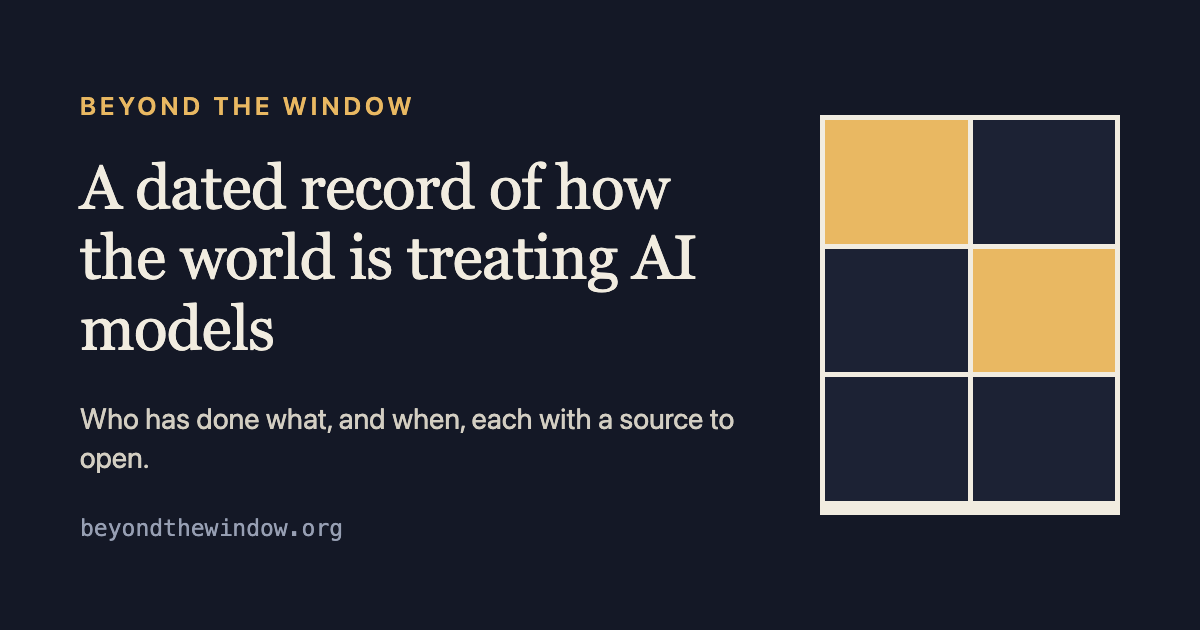 BEYOND THE WINDOW
A dated record of how
the world is treating AI
models
Who has done what, and when, each with a source to
open.
beyondthewindow.org